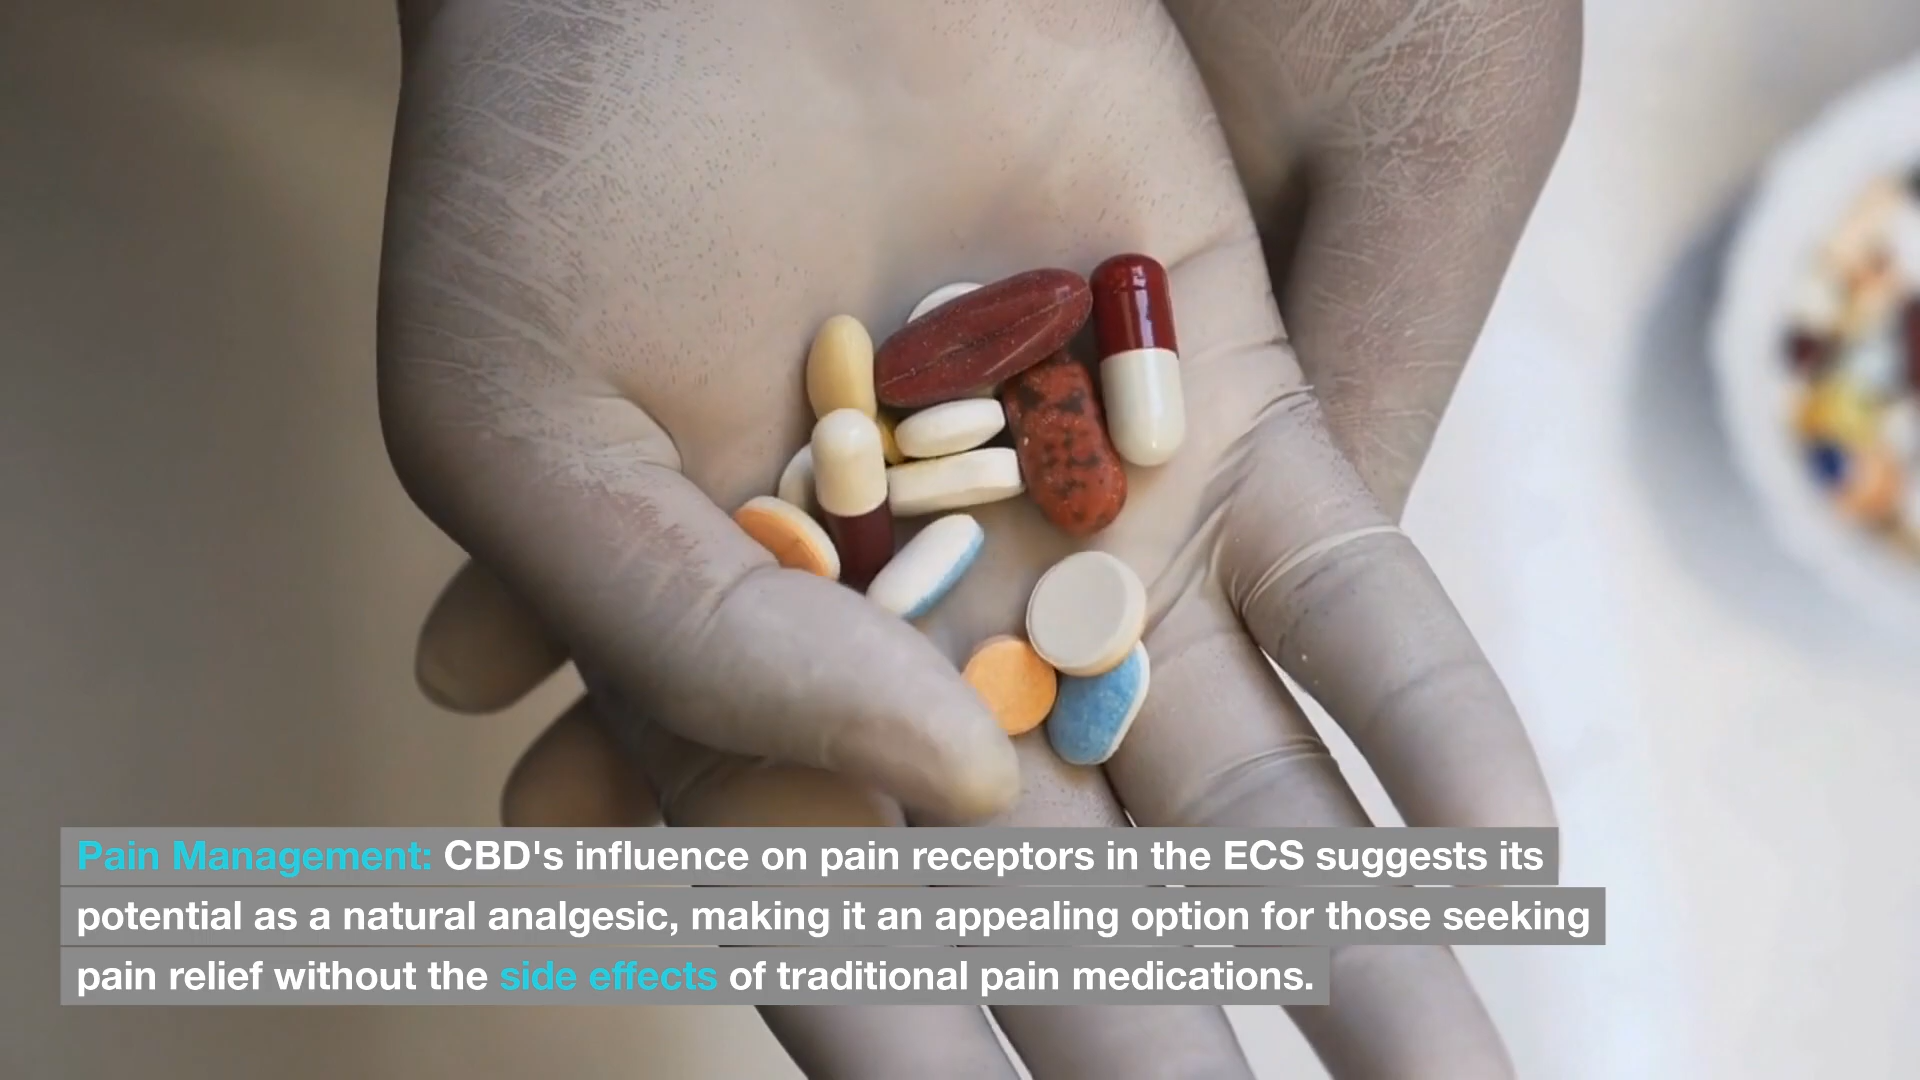 Pain Management: CBD's influence on pain receptors in the ECS suggests its
potential as a natural analgesic, making it an appealing option for those seeking
pain relief without the side effects of traditional pain medications.